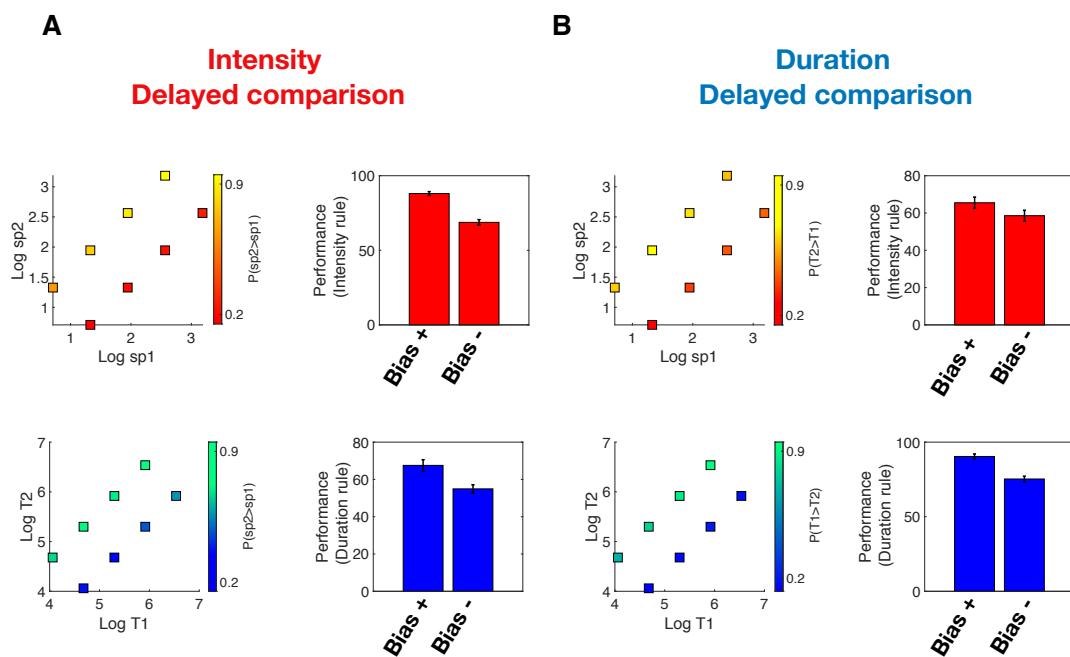 A
Intensity
Delayed comparison
Log sp2
3
2.5
2
1.5
1
1
2
3
Log sp1
0.9
0.2
P(sp2>sp1)
Performance
(Intensity rule)
100
50
0
Bias +
Bias -
Log T2
7
6
5
4
4
5
6
7
Log T1
0.9
0.2
P(sp2>sp1)
Performance
(Duration rule)
80
60
40
20
0
Bias +
Bias -
B
Duration
Delayed comparison
Log sp2
3
2.5
2
1.5
1
1
2
3
Log sp1
0.9
0.2
P(T2>T1)
Performance
(Intensity rule)
80
60
40
20
0
Bias +
Bias -
Log T2
7
6
5
4
4
5
6
7
Log T1
0.9
0.2
P(T1>T2)
Performance
(Duration rule)
100
50
0
Bias +
Bias -